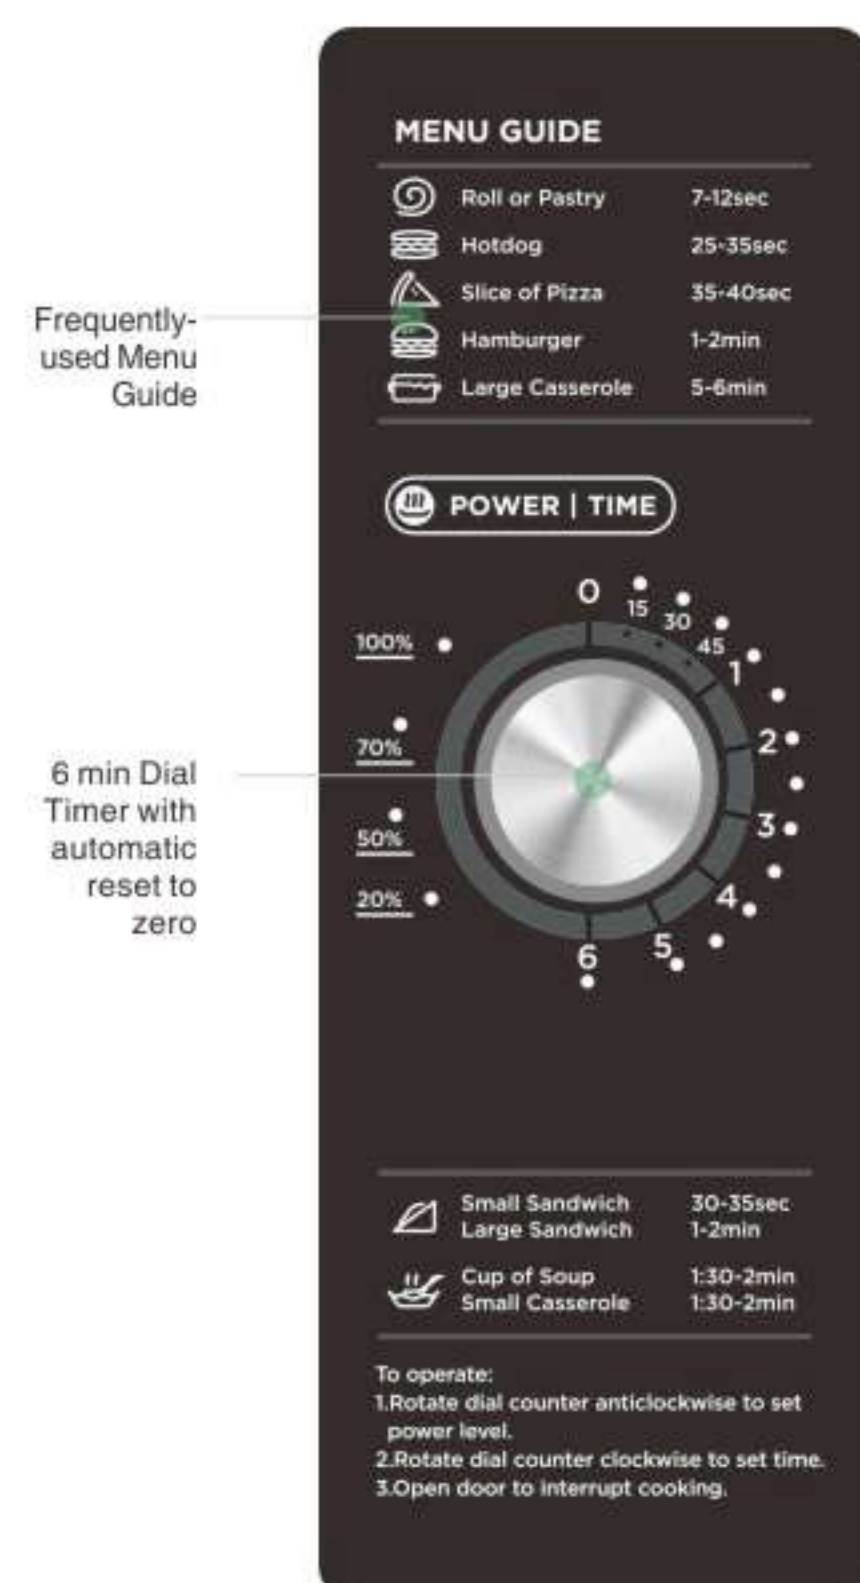 MENU GUIDE
Roll or Pastry 7-12sec
Hotdog 25-35sec
Slice of Pizza 35-40sec
Hamburger 1-2min
Large Casserole 5-6min
Frequently-
used Menu
Guide
POWER | TIME
0
15
30
45
1
2
3
4
5
6
100%
70%
50%
20%
6 min Dial
Timer with
automatic
reset to
zero
Small Sandwich 30-35sec
Large Sandwich 1-2min
Cup of Soup 1:30-2min
Small Casserole 1:30-2min
To operate:
1.Rotate dial counter anticlockwise to set
power level.
2.Rotate dial counter clockwise to set time.
3.Open door to interrupt cooking.